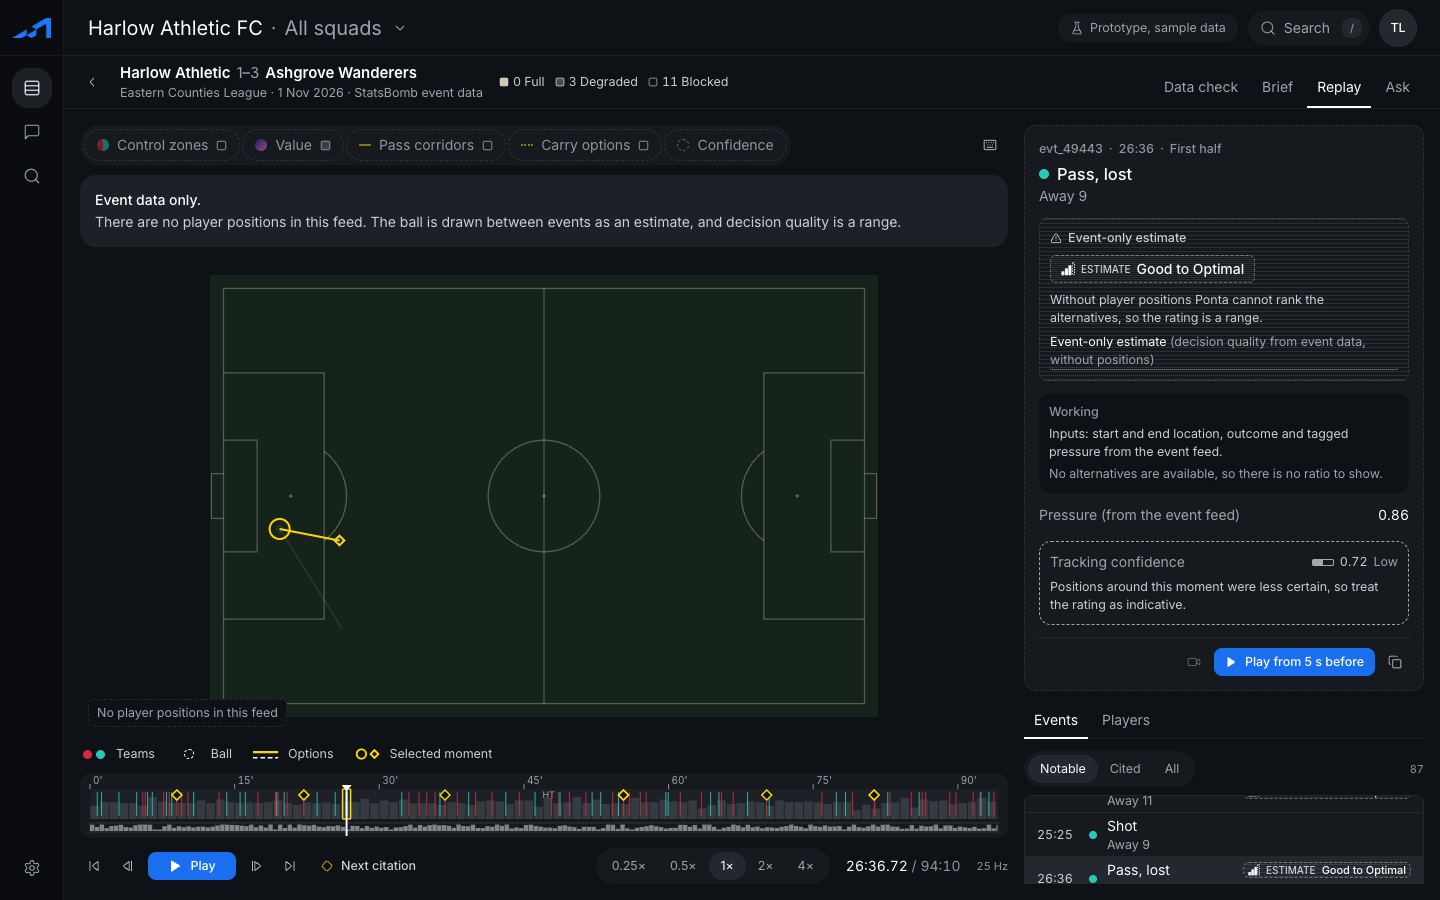 Harlow Athletic FC · All squads
Prototype, sample data
Search /
TL
Harlow Athletic 1–3 Ashgrove Wanderers
Eastern Counties League · 1 Nov 2026 · StatsBomb event data
0 Full 3 Degraded 11 Blocked
Data check Brief Replay Ask
Control zones Value Pass corridors Carry options Confidence
Event data only.
There are no player positions in this feed. The ball is drawn between events as an estimate, and decision quality is a range.
No player positions in this feed
Teams Ball Options Selected moment
0' 15' 30' 45' 60' 75' 90'
HT
Play
Next citation
0.25× 0.5× 1× 2× 4×
26:36.72 / 94:10 25 Hz
evt_49443 · 26:36 · First half
Pass, lost
Away 9
Event-only estimate
ESTIMATE Good to Optimal
Without player positions Ponta cannot rank the
alternatives, so the rating is a range.
Event-only estimate (decision quality from event data,
without positions)
Working
Inputs: start and end location, outcome and tagged
pressure from the event feed.
No alternatives are available, so there is no ratio to show.
Pressure (from the event feed) 0.86
Tracking confidence 0.72 Low
Positions around this moment were less certain, so treat
the rating as indicative.
Play from 5 s before
Events Players
Notable Cited All 87
Away 11
25:25 Shot
Away 9
26:36 Pass, lost ESTIMATE Good to Optimal